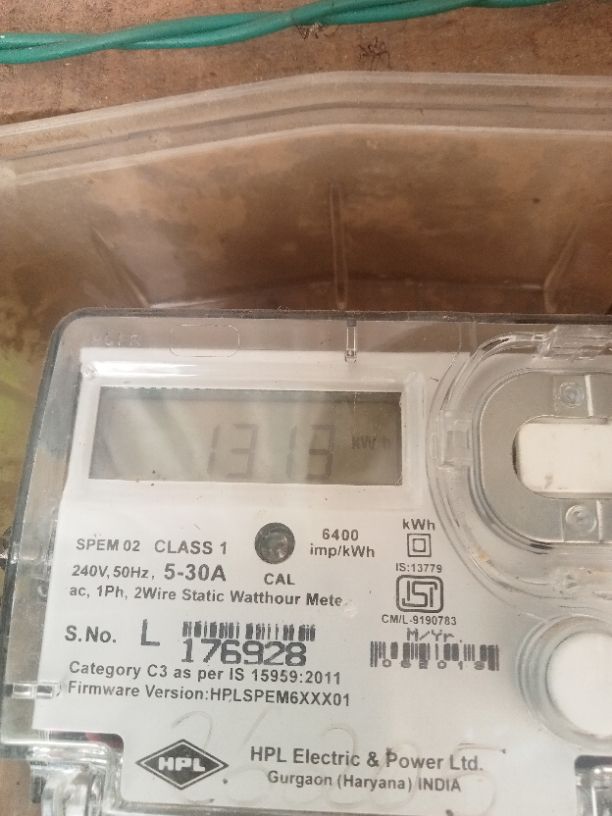 1313 kWh
SPEM 02 CLASS 1
6400
imp/kWh
kWh
240V, 50Hz, 5-30A
CAL
IS:13779
ac, 1Ph, 2Wire Static Watthour Mete
ISI
CM/L-9190783
S.No. L 176928
M/Yr.
062018
Category C3 as per IS 15959:2011
Firmware Version:HPLSPEM6XXX01
HPL
HPL Electric & Power Ltd.
Gurgaon (Haryana) INDIA